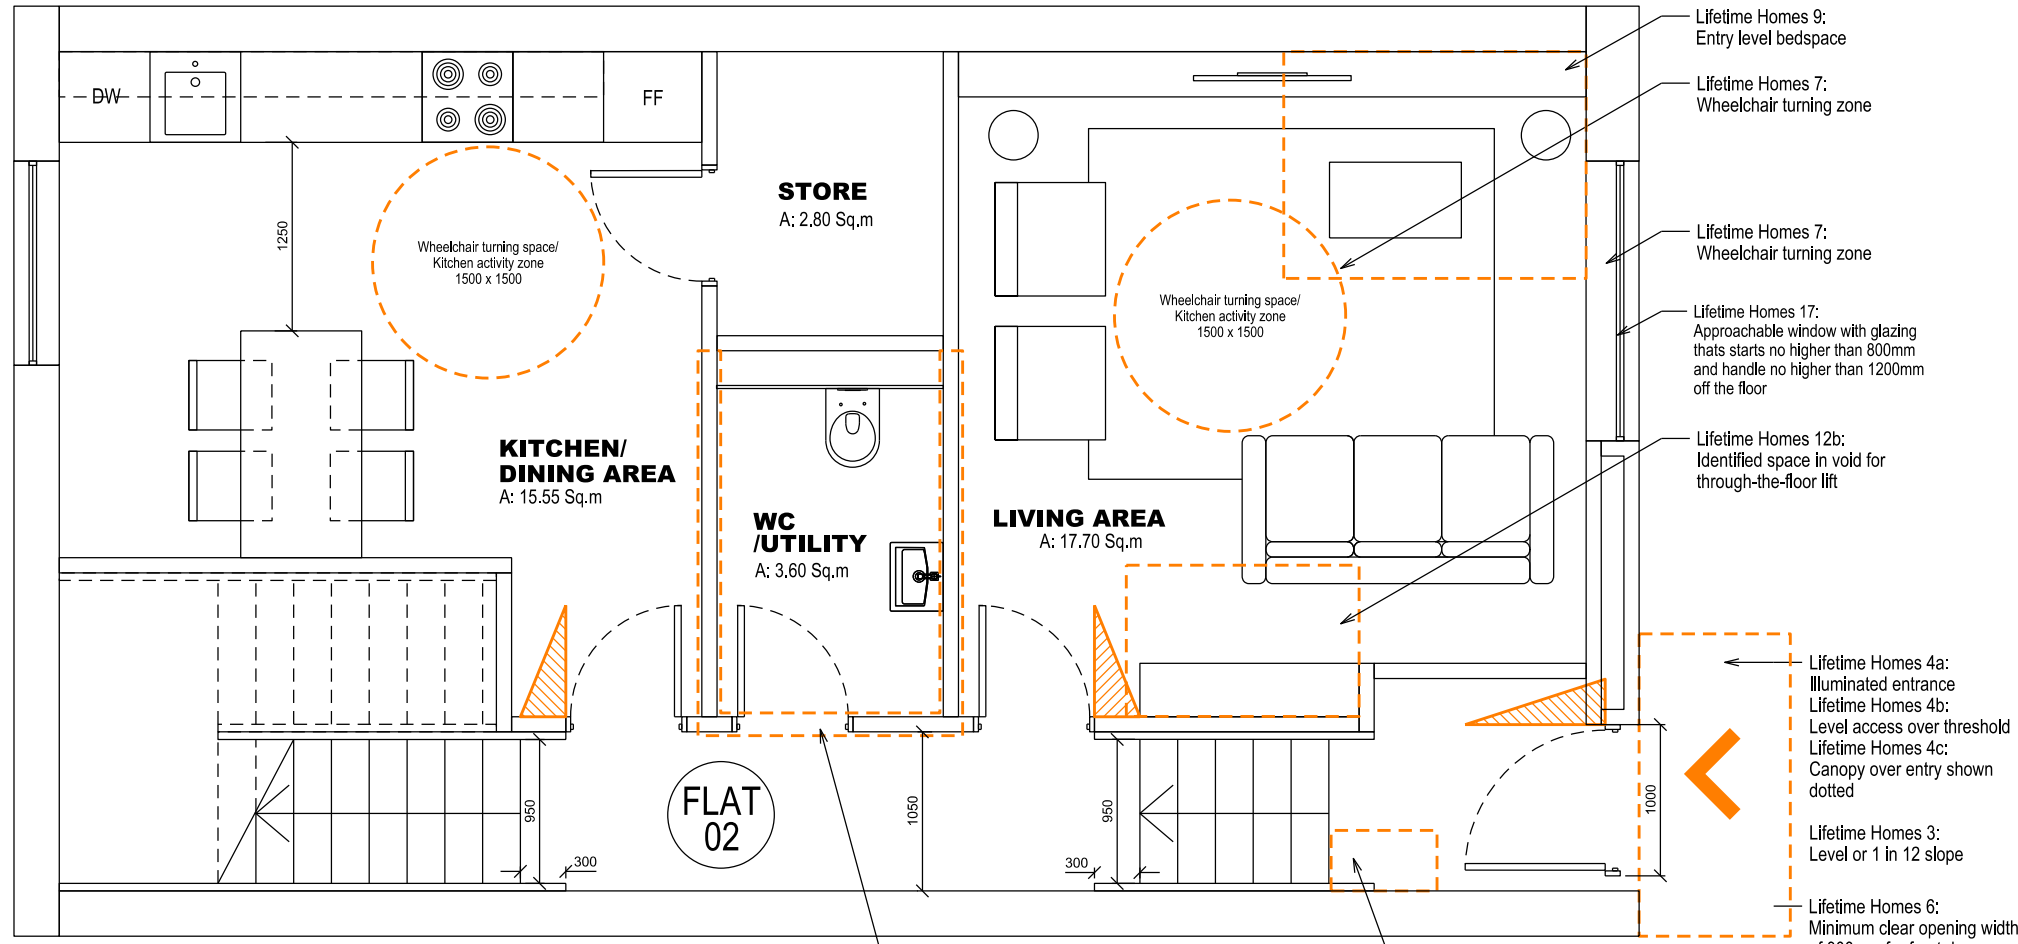 DW
FF
1250
Wheelchair turning space/
Kitchen activity zone
1500 x 1500
STORE
A: 2.80 Sq.m
Wheelchair turning space/
Kitchen activity zone
1500 x 1500
KITCHEN/
DINING AREA
A: 15.55 Sq.m
WC
/UTILITY
A: 3.60 Sq.m
LIVING AREA
A: 17.70 Sq.m
FLAT
02
950
300
1050
950
300
1000
Lifetime Homes 9:
Entry level bedspace
Lifetime Homes 7:
Wheelchair turning zone
Lifetime Homes 7:
Wheelchair turning zone
Lifetime Homes 17:
Approachable window with glazing
thats starts no higher than 800mm
and handle no higher than 1200mm
off the floor
Lifetime Homes 12b:
Identified space in void for
through-the-floor lift
Lifetime Homes 4a:
Illuminated entrance
Lifetime Homes 4b:
Level access over threshold
Lifetime Homes 4c:
Canopy over entry shown
dotted
Lifetime Homes 3:
Level or 1 in 12 slope
Lifetime Homes 6:
Minimum clear opening width